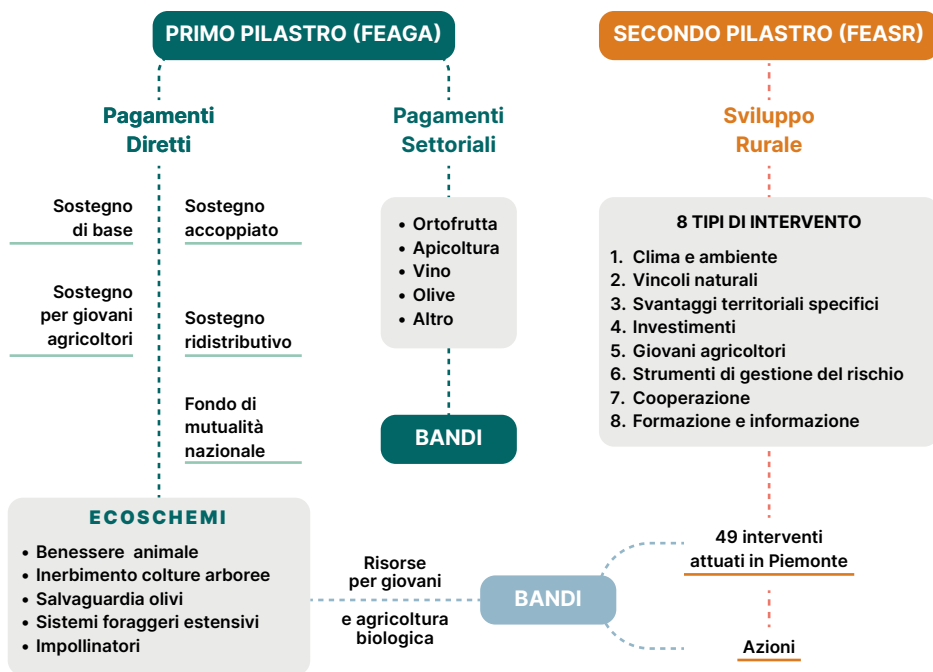 PRIMO PILASTRO (FEAGA)
Pagamenti
Diretti
Sostegno
di base
Sostegno
accoppiato
Sostegno
per giovani
agricoltori
Sostegno
ridistributivo
Fondo di
mutualità
nazionale
ECOSCHEMI
• Benessere animale
• Inerbimento colture arboree
• Salvaguardia olivi
• Sistemi foraggeri estensivi
• Impollinatori
Pagamenti
Settoriali
• Ortofrutta
• Apicoltura
• Vino
• Olive
• Altro
BANDI
SECONDO PILASTRO (FEASR)
Sviluppo
Rurale
8 TIPI DI INTERVENTO
1. Clima e ambiente
2. Vincoli naturali
3. Svantaggi territoriali specifici
4. Investimenti
5. Giovani agricoltori
6. Strumenti di gestione del rischio
7. Cooperazione
8. Formazione e informazione
49 interventi
attuati in Piemonte
Azioni
Risorse
per giovani
e agricoltura
biologica
BANDI